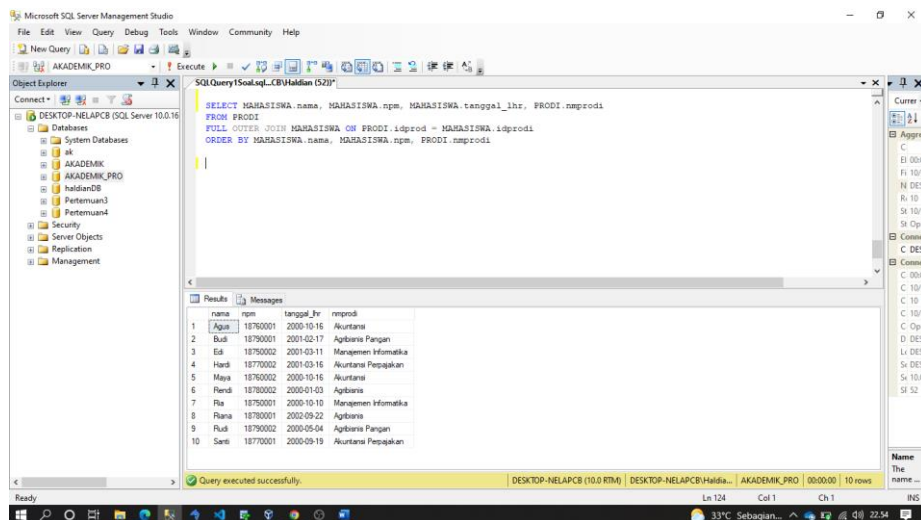 Microsoft SQL Server Management Studio
File Edit View Query Debug Tools Window Community Help
New Query
AKADEMIK_PRO Execute
Object Explorer
Connect
DESKTOP-NELAPCB (SQL Server 10.0.16
Databases
System Databases
ak
AKADEMIK
AKADEMIK_PRO
haldianDB
Pertemuan3
Pertemuan4
Security
Server Objects
Replication
Management
SQLQuery1Soal.sql...CB\Haldian (52))*
SELECT MAHASISWA.nama, MAHASISWA.npm, MAHASISWA.tanggal_lhr, PRODI.nmprodi
FROM PRODI
FULL OUTER JOIN MAHASISWA ON PRODI.idprod = MAHASISWA.idprodi
ORDER BY MAHASISWA.nama, MAHASISWA.npm, PRODI.nmprodi
Results Messages
nama npm tanggal_lhr nmprodi
1 Agus 18760001 2000-10-16 Akuntansi
2 Budi 18790001 2001-02-17 Agribisnis Pangan
3 Edi 18750002 2001-03-11 Manajemen Informatika
4 Hardi 18770002 2001-03-16 Akuntansi Perpajakan
5 Maya 18760002 2000-10-16 Akuntansi
6 Rendi 18780002 2000-01-03 Agribisnis
7 Ria 18750001 2000-10-10 Manajemen Informatika
8 Riana 18780001 2002-09-22 Agribisnis
9 Rudi 18790002 2000-05-04 Agribisnis Pangan
10 Santi 18770001 2000-09-19 Akuntansi Perpajakan
Query executed successfully. DESKTOP-NELAPCB (10.0 RTM) DESKTOP-NELAPCB\Haldia... AKADEMIK_PRO 00:00:00 10 rows
Name
The
name ...
Ready Ln 124 Col 1 Ch 1 INS
33°C Sebagian... 22.54